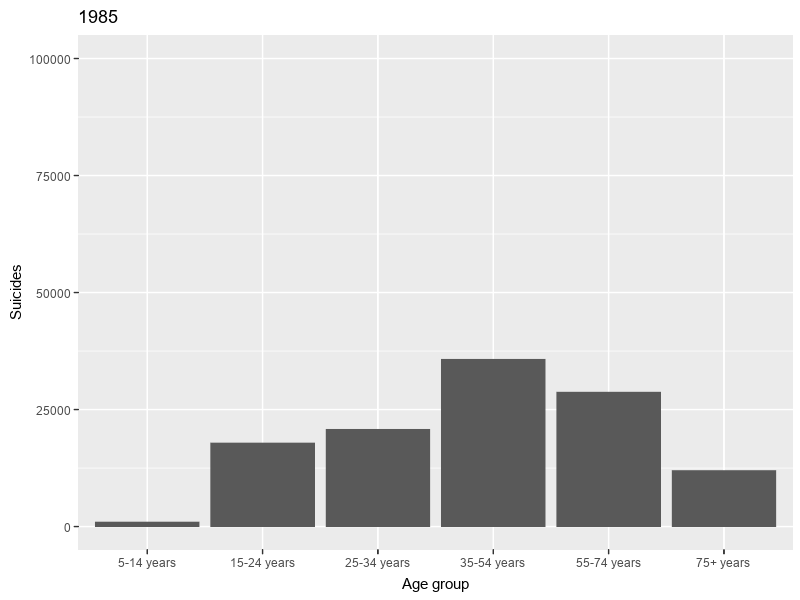 1985
100000
75000
50000
25000
0
Suicides
5-14 years
15-24 years
25-34 years
35-54 years
55-74 years
75+ years
Age group